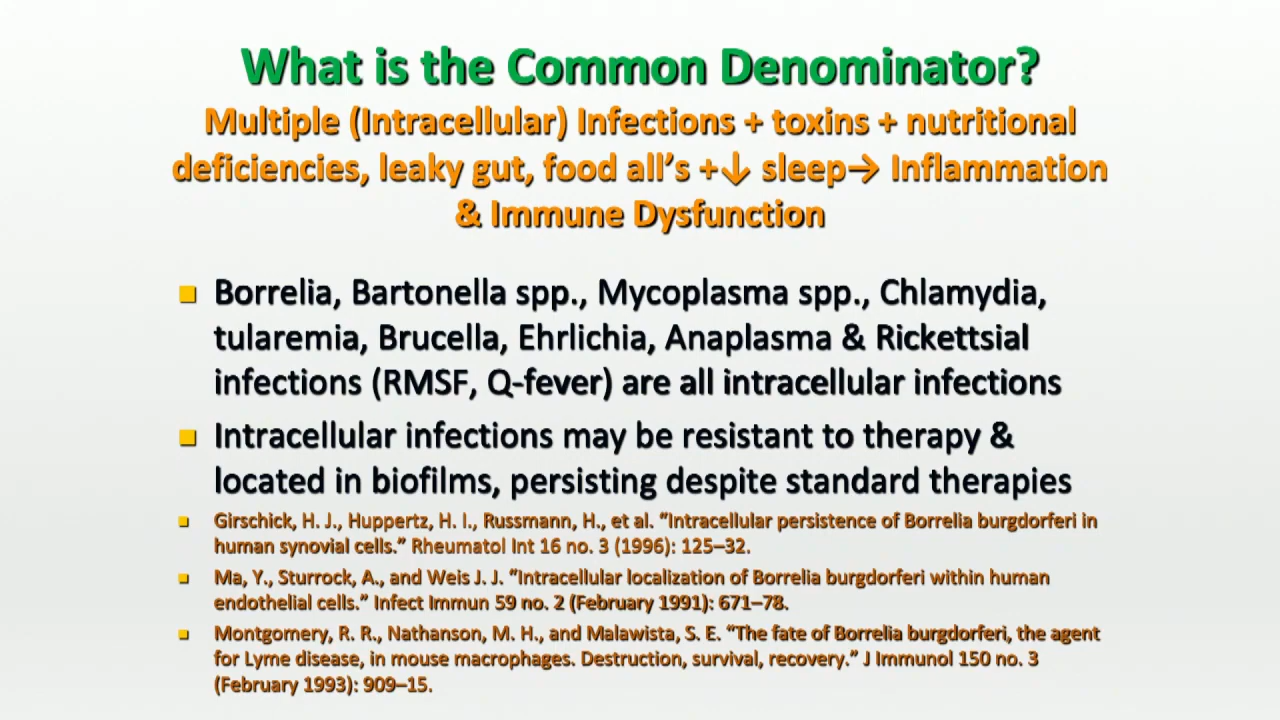 What is the Common Denominator?
Multiple (Intracellular) Infections + toxins + nutritional
deficiencies, leaky gut, food all’s +↓ sleep→ Inflammation
& Immune Dysfunction
■ Borrelia, Bartonella spp., Mycoplasma spp., Chlamydia,
tularemia, Brucella, Ehrlichia, Anaplasma & Rickettsial
infections (RMSF, Q-fever) are all intracellular infections
■ Intracellular infections may be resistant to therapy &
located in biofilms, persisting despite standard therapies
■ Girschick, H. J., Huppertz, H. I., Russmann, H., et al. “Intracellular persistence of Borrelia burgdorferi in
human synovial cells.” Rheumatol Int 16 no. 3 (1996): 125–32.
■ Ma, Y., Sturrock, A., and Weis J. J. “Intracellular localization of Borrelia burgdorferi within human
endothelial cells.” Infect Immun 59 no. 2 (February 1991): 671–78.
■ Montgomery, R. R., Nathanson, M. H., and Malawista, S. E. “The fate of Borrelia burgdorferi, the agent
for Lyme disease, in mouse macrophages. Destruction, survival, recovery.” J Immunol 150 no. 3
(February 1993): 909–15.